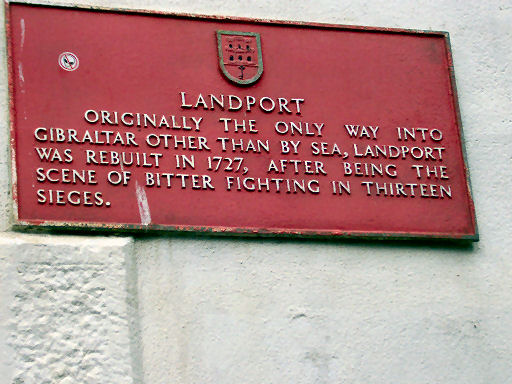 LANDPORT
ORIGINALLY THE ONLY WAY INTO
GIBRALTAR OTHER THAN BY SEA, LANDPORT
WAS REBUILT IN 1727, AFTER BEING THE
SCENE OF BITTER FIGHTING IN THIRTEEN
SIEGES.